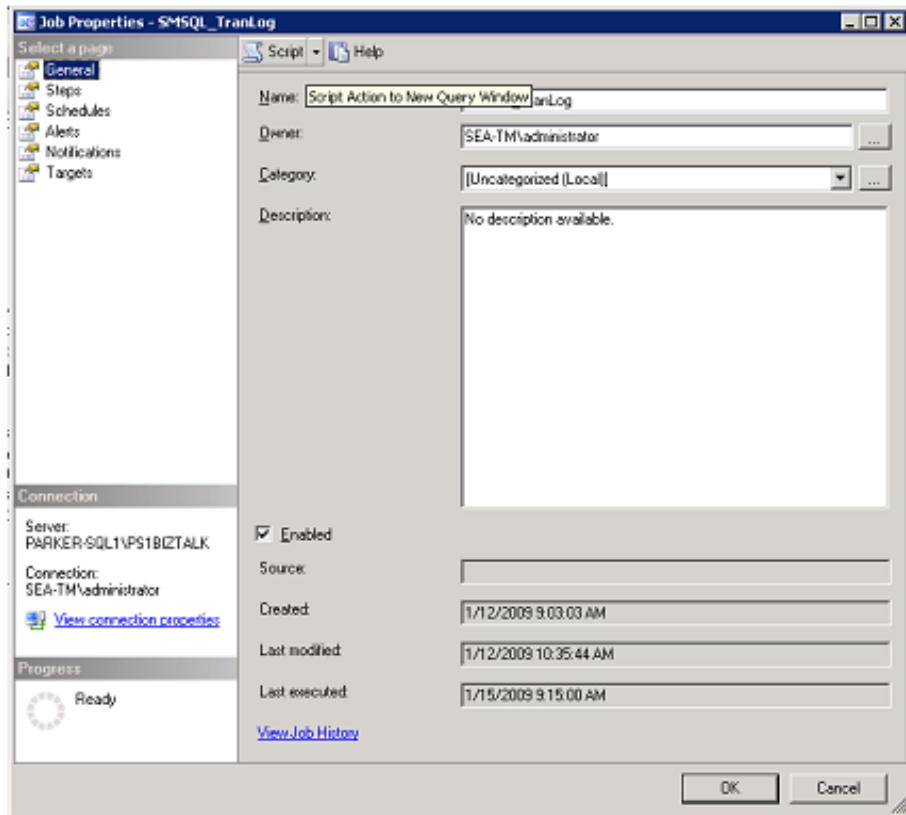 Job Properties - SMSQL_TranLog
Select a page
General
Steps
Schedules
Alerts
Notifications
Targets
Script
Help
Name:
Script Action to New Query Window
anLog
Owner:
SEA-TM\administrator
...
Category:
[Uncategorized (Local)]
...
Description:
No description available.
Connection
Server:
PARKER-SQL1\PS1BIZTALK
Connection:
SEA-TM\administrator
View connection properties
Progress
Ready
Enabled
Source:
Created:
1/12/2009 9:03:03 AM
Last modified:
1/12/2009 10:35:44 AM
Last executed:
1/15/2009 9:15:00 AM
View Job History
OK
Cancel